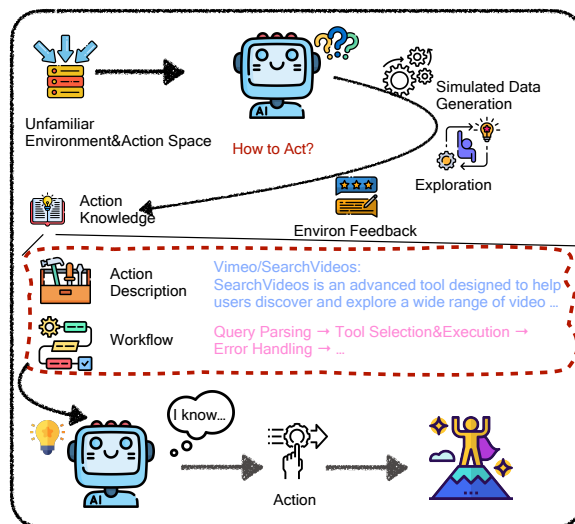 Unfamiliar
Environment&Action Space
AI
How to Act?
Simulated Data
Generation
Exploration
Environ Feedback
Action
Knowledge
Action
Description
Vimeo/SearchVideos:
SearchVideos is an advanced tool designed to help
users discover and explore a wide range of video ...
Workflow
Query Parsing → Tool Selection&Execution →
Error Handling → ...
I know...
AI
Action